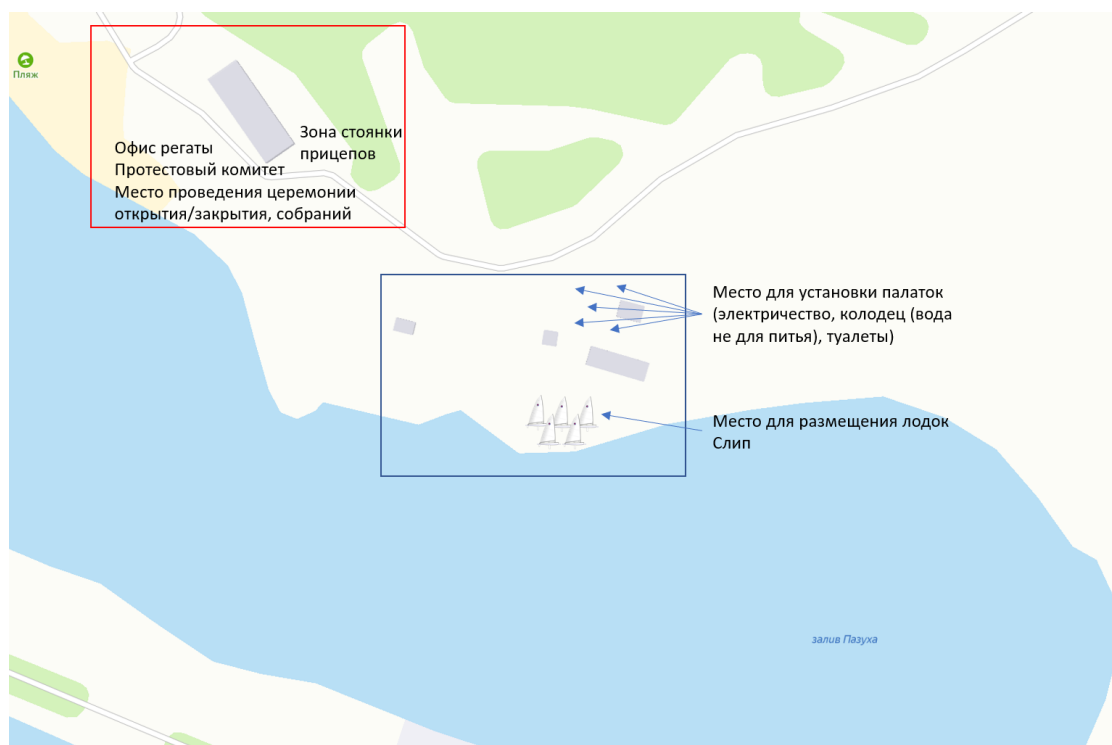 Пляж
Зона стоянки
прицепов
Офис регаты
Протестовый комитет
Место проведения церемонии
открытия/закрытия, собраний
Место для установки палаток
(электричество, колодец (вода
не для питья), туалеты)
Место для размещения лодок
Слип
залив Пазуха